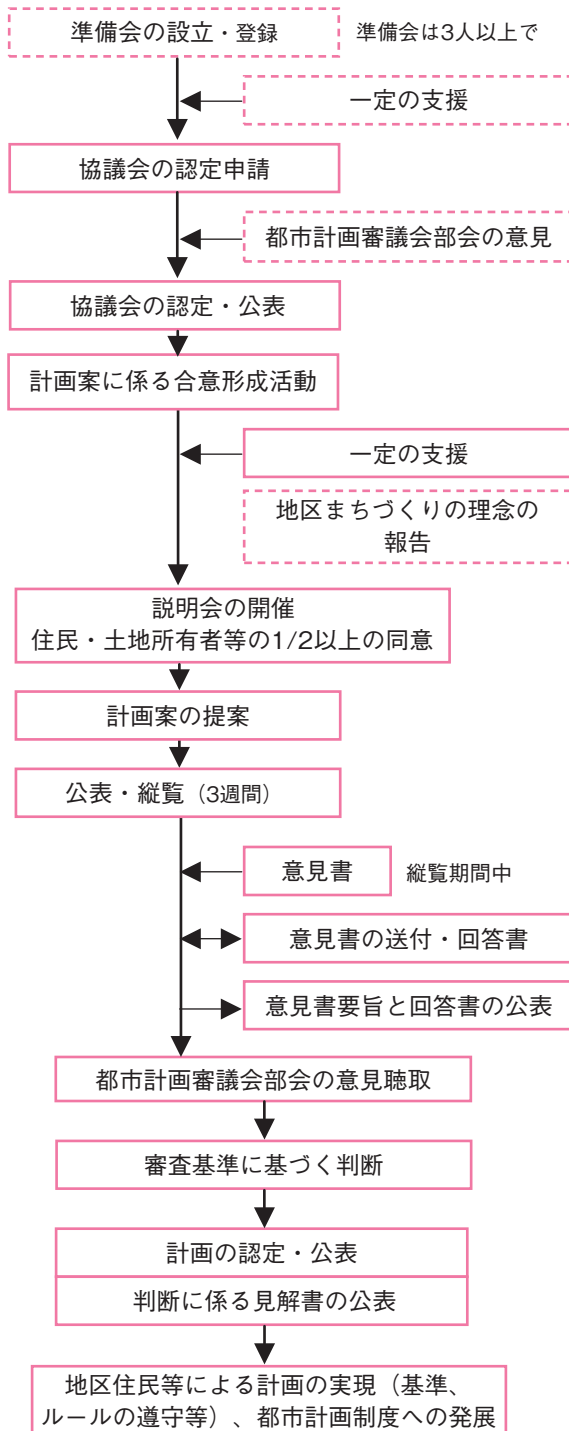 準備会の設立・登録
準備会は3人以上で
一定の支援
協議会の認定申請
都市計画審議会部会の意見
協議会の認定・公表
計画案に係る合意形成活動
一定の支援
地区まちづくりの理念の
報告
説明会の開催
住民・土地所有者等の1/2以上の同意
計画案の提案
公表・縦覧（3週間）
意見書
縦覧期間中
意見書の送付・回答書
意見書要旨と回答書の公表
都市計画審議会部会の意見聴取
審査基準に基づく判断
計画の認定・公表
判断に係る見解書の公表
地区住民等による計画の実現（基準、
ルールの遵守等）、都市計画制度への発展